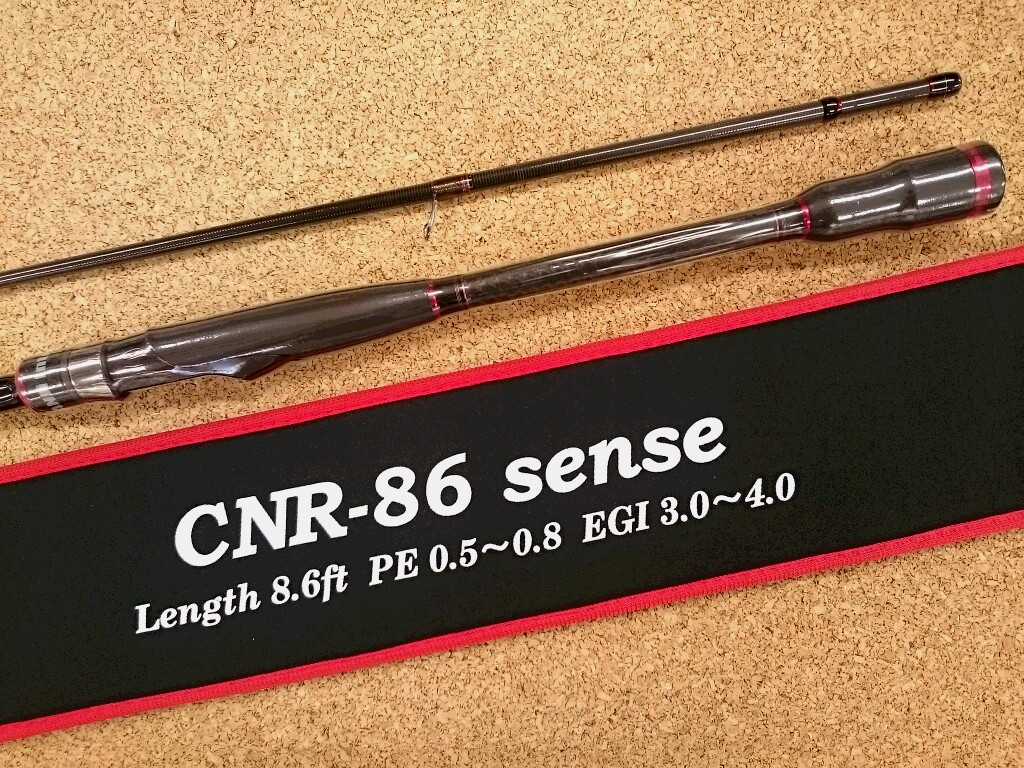 CNR-86 sense
Length 8.6ft PE 0.5～0.8 EGI 3.0～4.0